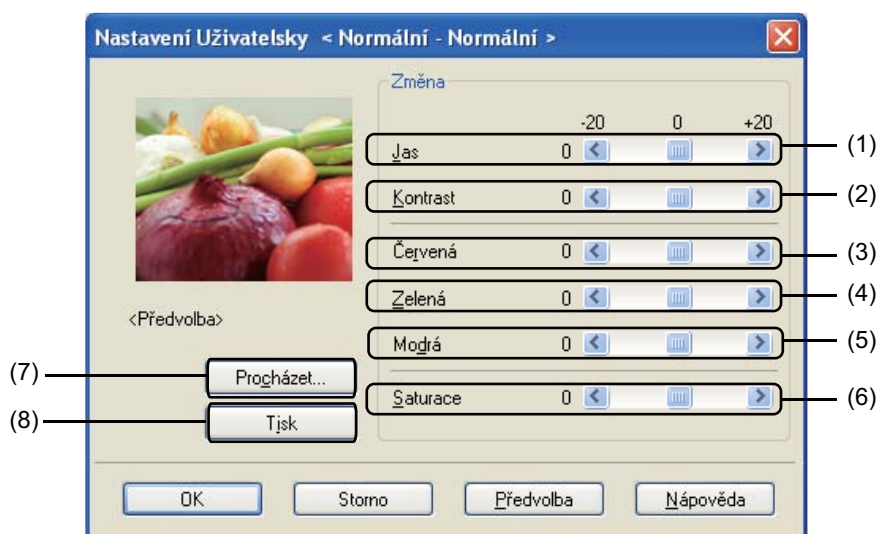 Nastavení Uživatelsky < Normální - Normální >
Změna
-20 0 +20
Jas 0 (1)
Kontrast 0 (2)
Červená 0 (3)
Zelená 0 (4)
<Předvolba>
Modrá 0 (5)
(7) Procházet...
Saturace 0 (6)
(8) Tisk
OK Storno Předvolba Nápověda